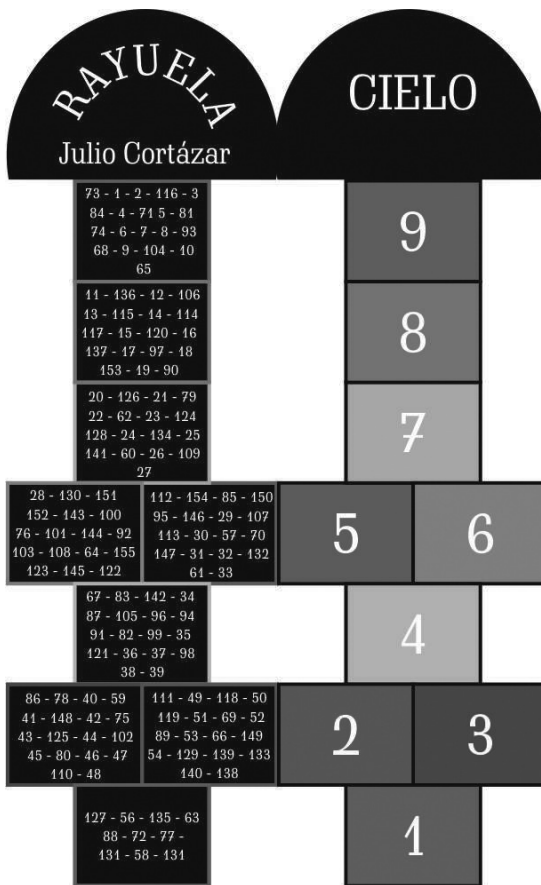 RAYUELA
Julio Cortázar
73 - 1 - 2 - 116 - 3
84 - 4 - 71 5 - 81
74 - 6 - 7 - 8 - 93
68 - 9 - 104 - 10
65
11 - 136 - 12 - 106
13 - 115 - 14 - 114
117 - 15 - 120 - 16
137 - 17 - 97 - 18
153 - 19 - 90
20 - 126 - 21 - 79
22 - 62 - 23 - 124
128 - 24 - 134 - 25
141 - 60 - 26 - 109
27
28 - 130 - 151
152 - 143 - 100
76 - 101 - 144 - 92
103 - 108 - 64 - 155
123 - 145 - 122
112 - 154 - 85 - 150
95 - 146 - 29 - 107
113 - 30 - 57 - 70
147 - 31 - 32 - 132
61 - 33
67 - 83 - 142 - 34
87 - 105 - 96 - 94
91 - 82 - 99 - 35
121 - 36 - 37 - 98
38 - 39
86 - 78 - 40 - 59
41 - 148 - 42 - 75
43 - 125 - 44 - 102
45 - 80 - 46 - 47
110 - 48
111 - 49 - 118 - 50
119 - 51 - 69 - 52
89 - 53 - 66 - 149
54 - 129 - 139 - 133
140 - 138
127 - 56 - 135 - 63
88 - 72 - 77 -
131 - 58 - 131
CIELO
9
8
7
5
6
4
2
3
1